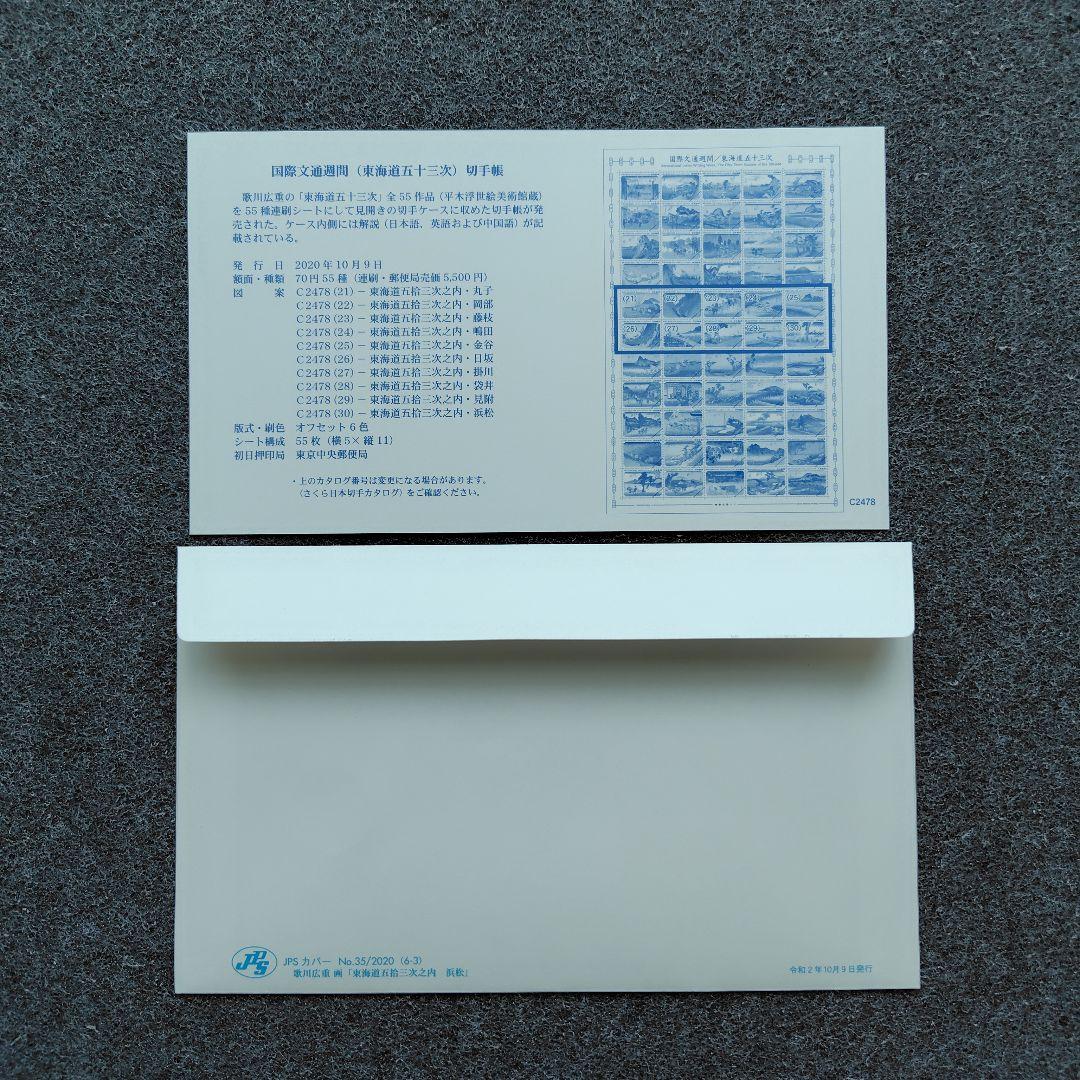 国際文通週間（東海道五十三次）切手帳
歌川広重の「東海道五十三次」全55作品（平木浮世絵美術館蔵）
を55種連刷シートにして見開きの切手ケースに収めた切手帳が発
売された。ケース内側には解説（日本語、英語および中国語）が記
載されている。
発行日 2020年10月9日
額面・種類 70円55種（連刷・郵便局売価5,500円）
図案 C2478(21)－東海道五拾三次之内・丸子
C2478(22)－東海道五拾三次之内・岡部
C2478(23)－東海道五拾三次之内・藤枝
C2478(24)－東海道五拾三次之内・嶋田
C2478(25)－東海道五拾三次之内・金谷
C2478(26)－東海道五拾三次之内・日坂
C2478(27)－東海道五拾三次之内・掛川
C2478(28)－東海道五拾三次之内・袋井
C2478(29)－東海道五拾三次之内・見附
C2478(30)－東海道五拾三次之内・浜松
版式・刷色 オフセット6色
シート構成 55枚（横5×縦11）
初日押印局 東京中央郵便局
・上のカタログ番号は変更になる場合があります。
（さくら日本切手カタログ）をご確認ください。
国際文通週間／東海道五十三次
(21) (22) (23) (24) (25)
(26) (27) (28) (29) (30)
C2478
JPS
JPSカバー No.35/2020（6-3）
歌川広重 画「東海道五拾三次之内 浜松」
令和2年10月9日発行